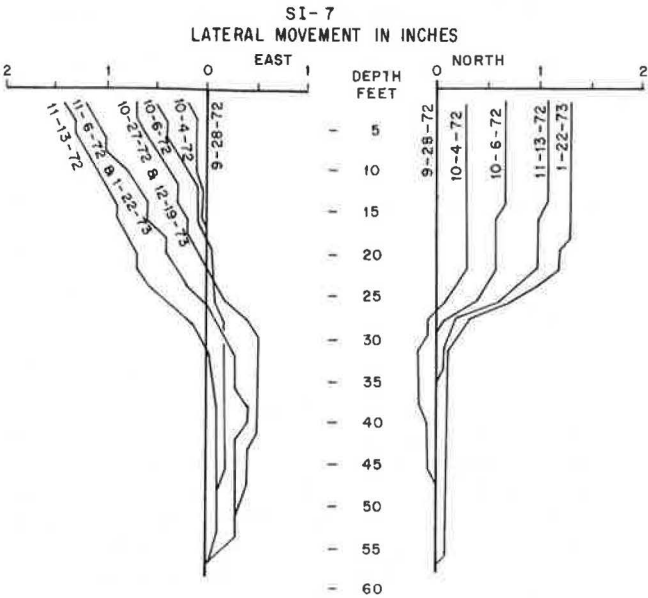 SI-7
LATERAL MOVEMENT IN INCHES
EAST
NORTH
2 1 0 1
DEPTH
FEET
0 1 2
11-13-72
11-6-72 & 1-22-73
10-27-72 & 12-19-73
10-6-72
10-4-72
9-28-72
9-28-72
10-4-72
10-6-72
11-13-72
1-22-73
- 5
- 10
- 15
- 20
- 25
- 30
- 35
- 40
- 45
- 50
- 55
- 60